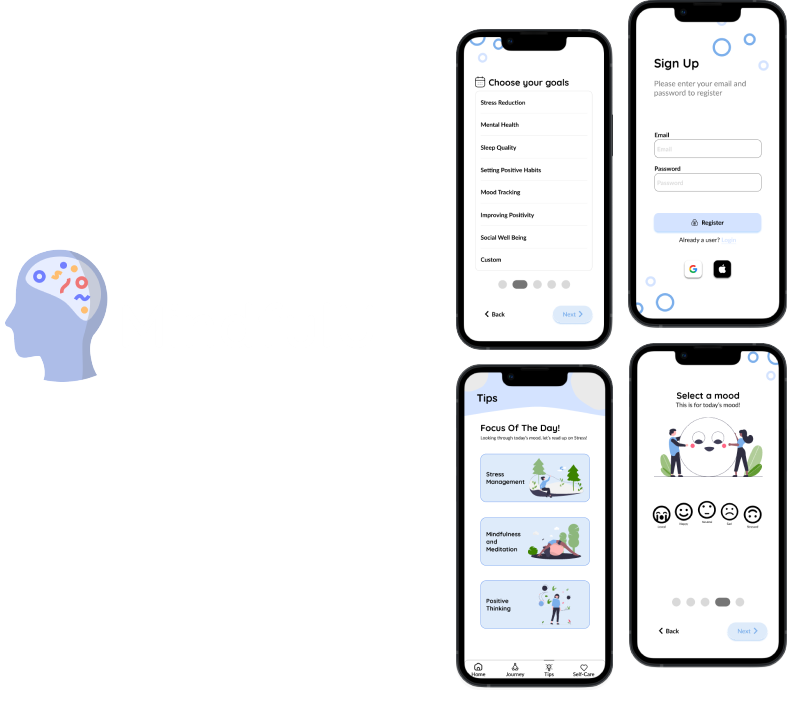 Choose your goals
Stress Reduction
Mental Health
Sleep Quality
Setting Positive Habits
Mood Tracking
Improving Positivity
Social Well Being
Custom
Back
Next
Sign Up
Please enter your email and
password to register
Email
Email
Password
Password
Register
Already a user? Login
Tips
Focus Of The Day!
Looking through today's mood, let's read up on Stress!
Stress
Management
Mindfulness
and
Meditation
Positive
Thinking
Home
Journey
Tips
Self-Care
Select a mood
This is for today's mood!
Happy
Sad
Back
Next